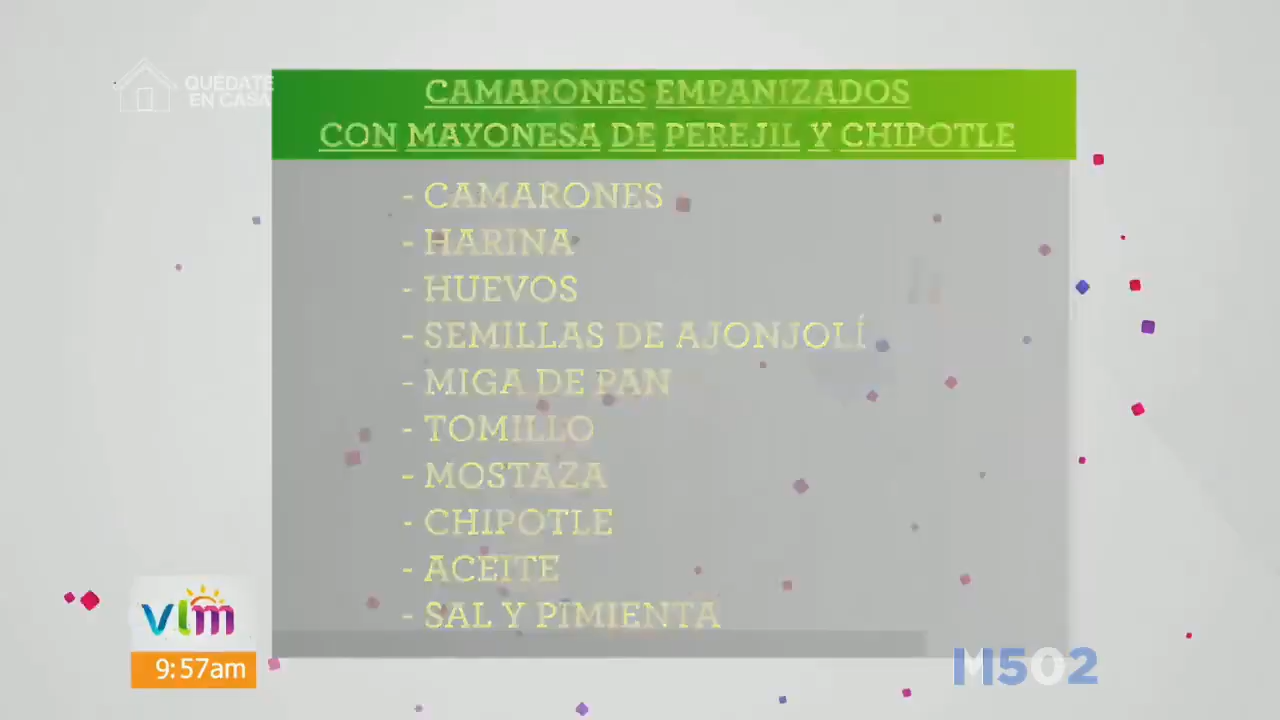 QUÉDATE
EN CASA
CAMARONES EMPANIZADOS
CON MAYONESA DE PEREJIL Y CHIPOTLE
- CAMARONES
- HARINA
- HUEVOS
- SEMILLAS DE AJONJOLÍ
- MIGA DE PAN
- TOMILLO
- MOSTAZA
- CHIPOTLE
- ACEITE
- SAL Y PIMIENTA
vlm
9:57am
M502